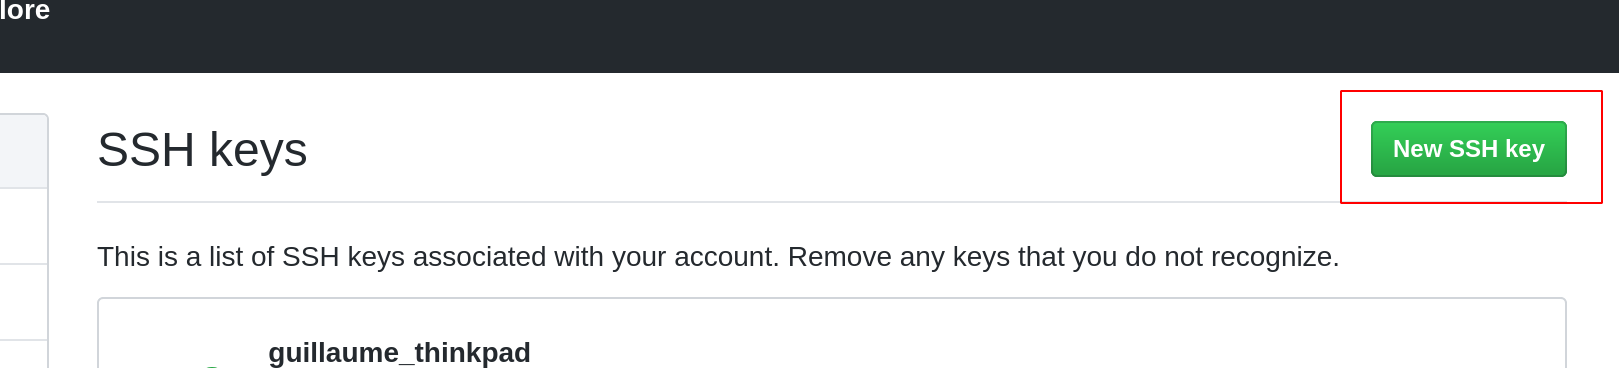 lore
SSH keys
New SSH key
This is a list of SSH keys associated with your account. Remove any keys that you do not recognize.
guillaume_thinkpad